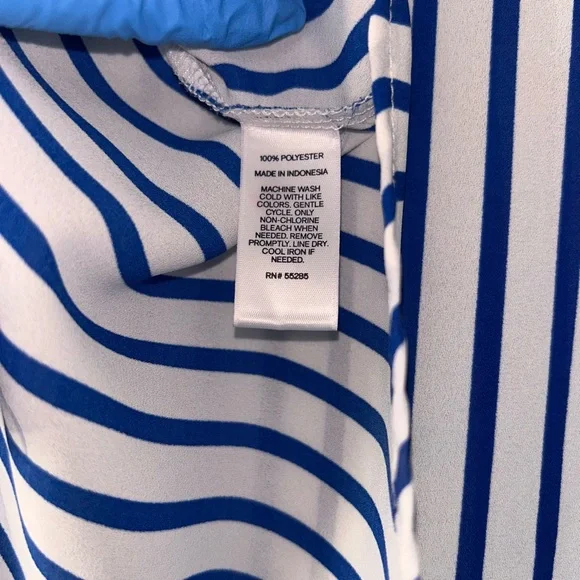 100% POLYESTER
MADE IN INDONESIA
MACHINE WASH
COLD WITH LIKE
COLORS. GENTLE
CYCLE. ONLY
NON-CHLORINE
BLEACH WHEN
NEEDED. REMOVE
PROMPTLY. LINE DRY.
COOL IRON IF
NEEDED.
RN# 55285